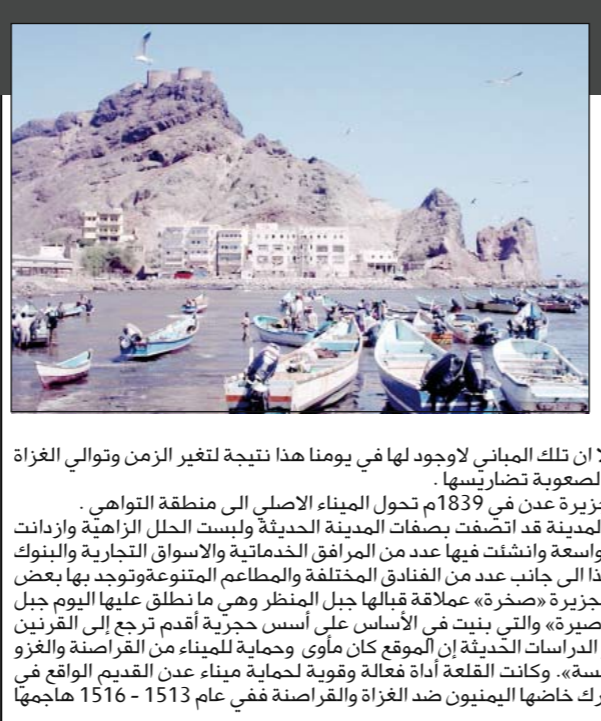 لا ان تلك المباني لاوجود لها في يومنا هذا نتيجة لتغير الزمن وتوالي الغزاة
لصعوبة تضاريسها .
جزيرة عدن في 1839م تحول الميناء الاصلي الى منطقة التواهي .
المدينة قد اتصفت بصفات المدينة الحديثة ولبست الحلل الزاهية وازدانت
واسعة وانشئت فيها عدد من المرافق الخدماتية والاسواق التجارية والبنوك
ذا الى جانب عدد من الفنادق المختلفة والمطاعم المتنوعةوتوجد بها بعض
جزيرة «صخرة» عملاقة قبالها جبل المنظر وهي ما نطلق عليها اليوم جبل
صيرة» والتي بنيت في الأساس على أسس حجرية أقدم ترجع إلى القرنين
الدراسات الحديثة إن الموقع كان مأوى وحماية للميناء من القراصنة والغزو
سة». وكانت القلعة أداة فعالة وقوية لحماية ميناء عدن القديم الواقع في
رك خاضها اليمنيون ضد الغزاة والقراصنة ففي عام 1513 - 1516 هاجمها